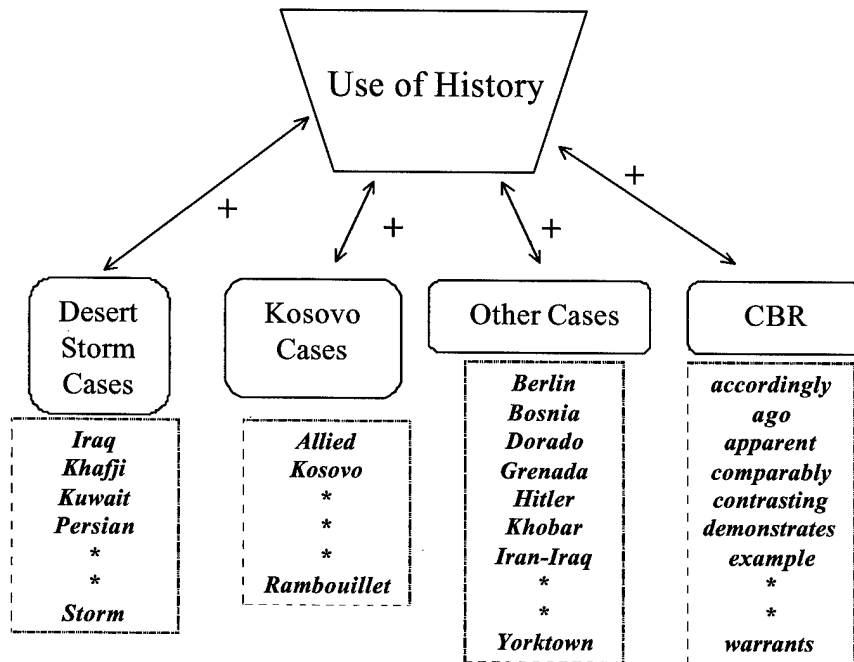 Use of History
+
+
+
+
Desert
Storm
Cases
Iraq
Khafji
Kuwait
Persian
*
*
Storm
Kosovo
Cases
Allied
Kosovo
*
*
*
Rambouillet
Other Cases
Berlin
Bosnia
Dorado
Grenada
Hitler
Khobar
Iran-Iraq
*
*
Yorktown
CBR
accordingly
ago
apparent
comparably
contrasting
demonstrates
example
*
*
warrants